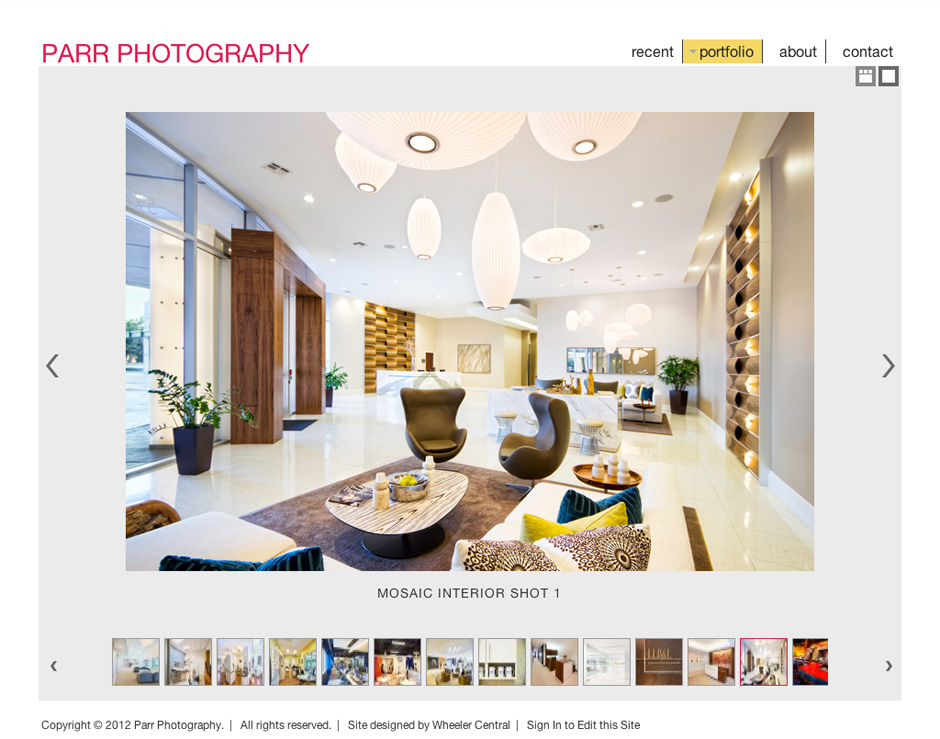 PARR PHOTOGRAPHY
recent portfolio about contact
MOSAIC INTERIOR SHOT 1
Copyright © 2012 Parr Photography. | All rights reserved. | Site designed by Wheeler Central | Sign In to Edit this Site